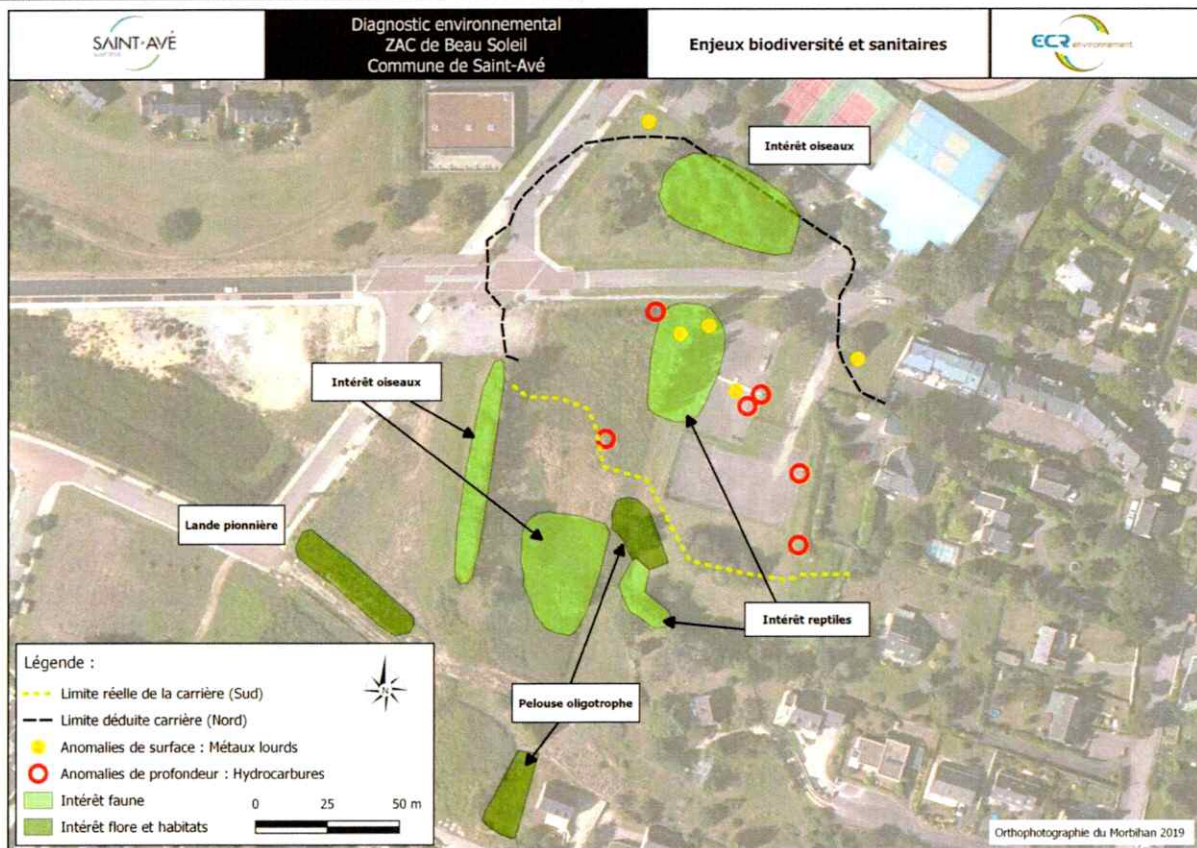 SAINT-AVÉ
Diagnostic environnemental
ZAC de Beau Soleil
Commune de Saint-Avé
Enjeux biodiversité et sanitaires
ECR environnement
Intérêt oiseaux
Intérêt oiseaux
Lande pionnière
Intérêt reptiles
Pelouse oligotrophe
Légende :
N
Limite réelle de la carrière (Sud)
Limite déduite carrière (Nord)
Anomalies de surface : Métaux lourds
Anomalies de profondeur : Hydrocarbures
Intérêt faune
Intérêt flore et habitats
0 25 50 m
Orthophotographie du Morbihan 2019